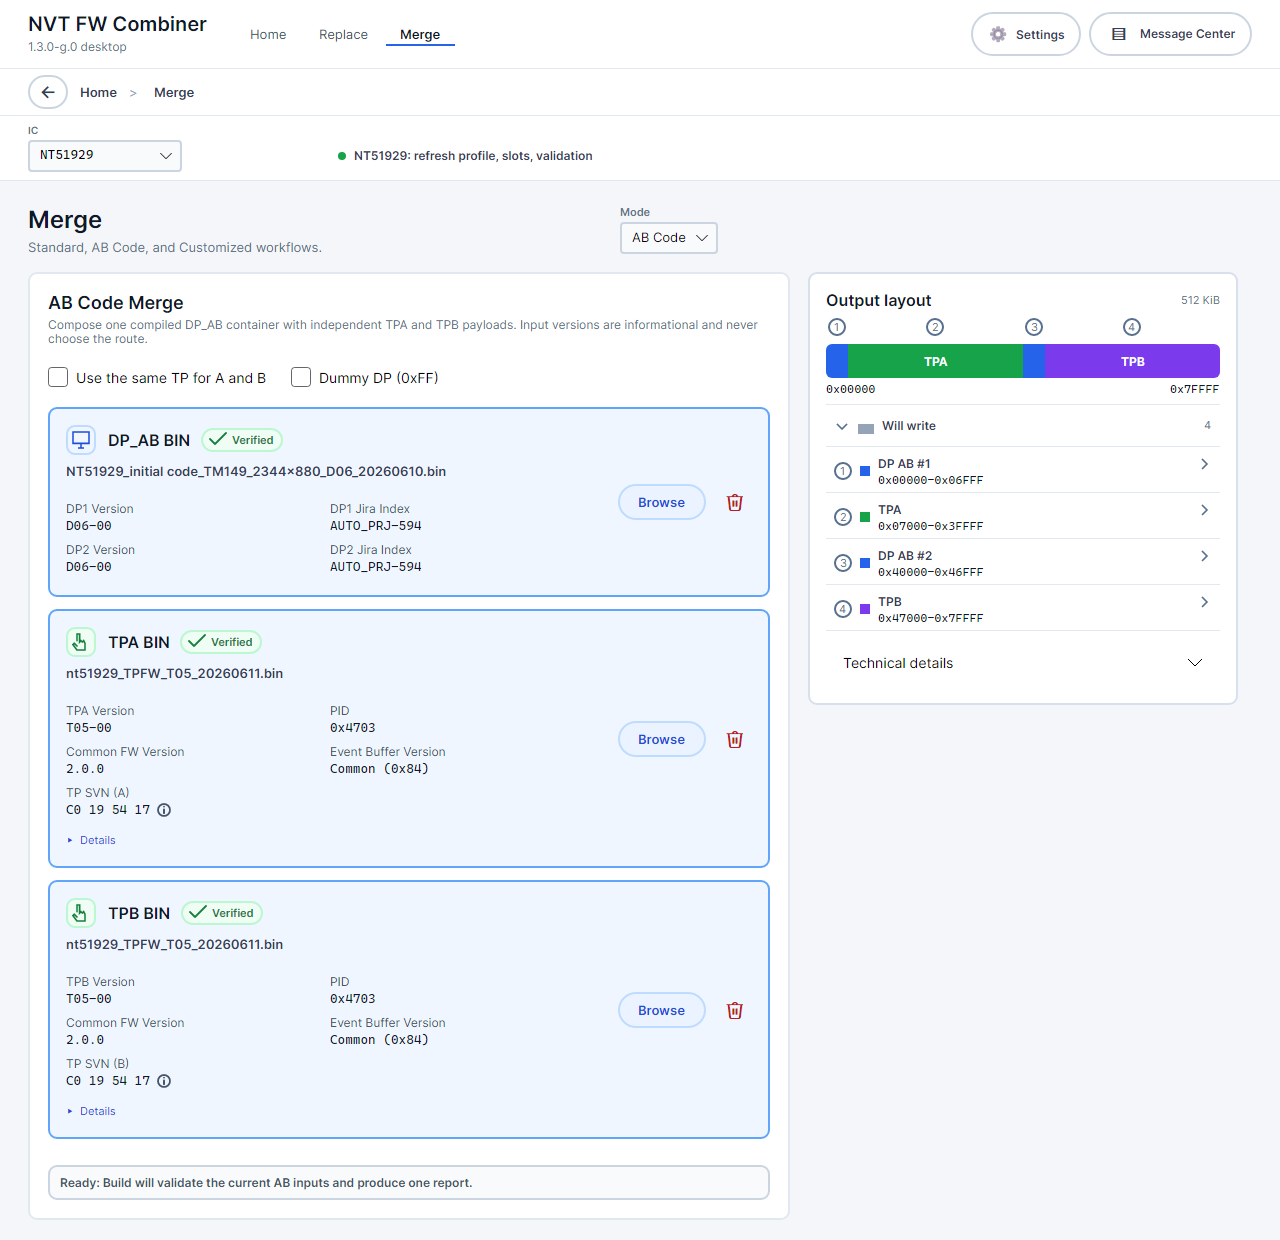 NVT FW Combiner
1.3.0-g.0 desktop
Home
Replace
Merge
Settings
Message Center
Home > Merge
IC
NT51929
NT51929: refresh profile, slots, validation
Merge
Standard, AB Code, and Customized workflows.
Mode
AB Code
AB Code Merge
Compose one compiled DP_AB container with independent TPA and TPB payloads. Input versions are informational and never
choose the route.
Use the same TP for A and B
Dummy DP (0xFF)
DP_AB BIN
Verified
NT51929_initial code_TM149_2344×880_D06_20260610.bin
DP1 Version
DP1 Jira Index
D06-00
AUTO_PRJ-594
DP2 Version
DP2 Jira Index
D06-00
AUTO_PRJ-594
Browse
TPA BIN
Verified
nt51929_TPFW_T05_20260611.bin
TPA Version
PID
T05-00
0x4703
Common FW Version
Event Buffer Version
2.0.0
Common (0x84)
TP SVN (A)
C0 19 54 17
Details
Browse
TPB BIN
Verified
nt51929_TPFW_T05_20260611.bin
TPB Version
PID
T05-00
0x4703
Common FW Version
Event Buffer Version
2.0.0
Common (0x84)
TP SVN (B)
C0 19 54 17
Details
Browse
Ready: Build will validate the current AB inputs and produce one report.
Output layout
512 KiB
1 2 3 4
TPA
TPB
0x00000
0x7FFFF
Will write
4
1
DP AB #1
0x00000-0x06FFF
2
TPA
0x07000-0x3FFFF
3
DP AB #2
0x40000-0x46FFF
4
TPB
0x47000-0x7FFFF
Technical details